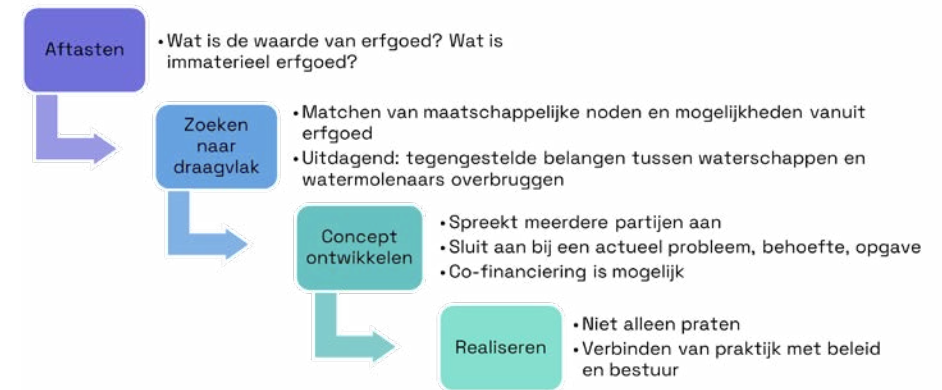 Aftasten
• Wat is de waarde van erfgoed? Wat is
immaterieel erfgoed?
Zoeken
naar
draagvlak
• Matchen van maatschappelijke noden en mogelijkheden vanuit
erfgoed
• Uitdagend: tegengestelde belangen tussen waterschappen en
watermolenaars overbruggen
Concept
ontwikkelen
• Spreekt meerdere partijen aan
• Sluit aan bij een actueel probleem, behoefte, opgave
• Co-financiering is mogelijk
Realiseren
• Niet alleen praten
• Verbinden van praktijk met beleid
en bestuur